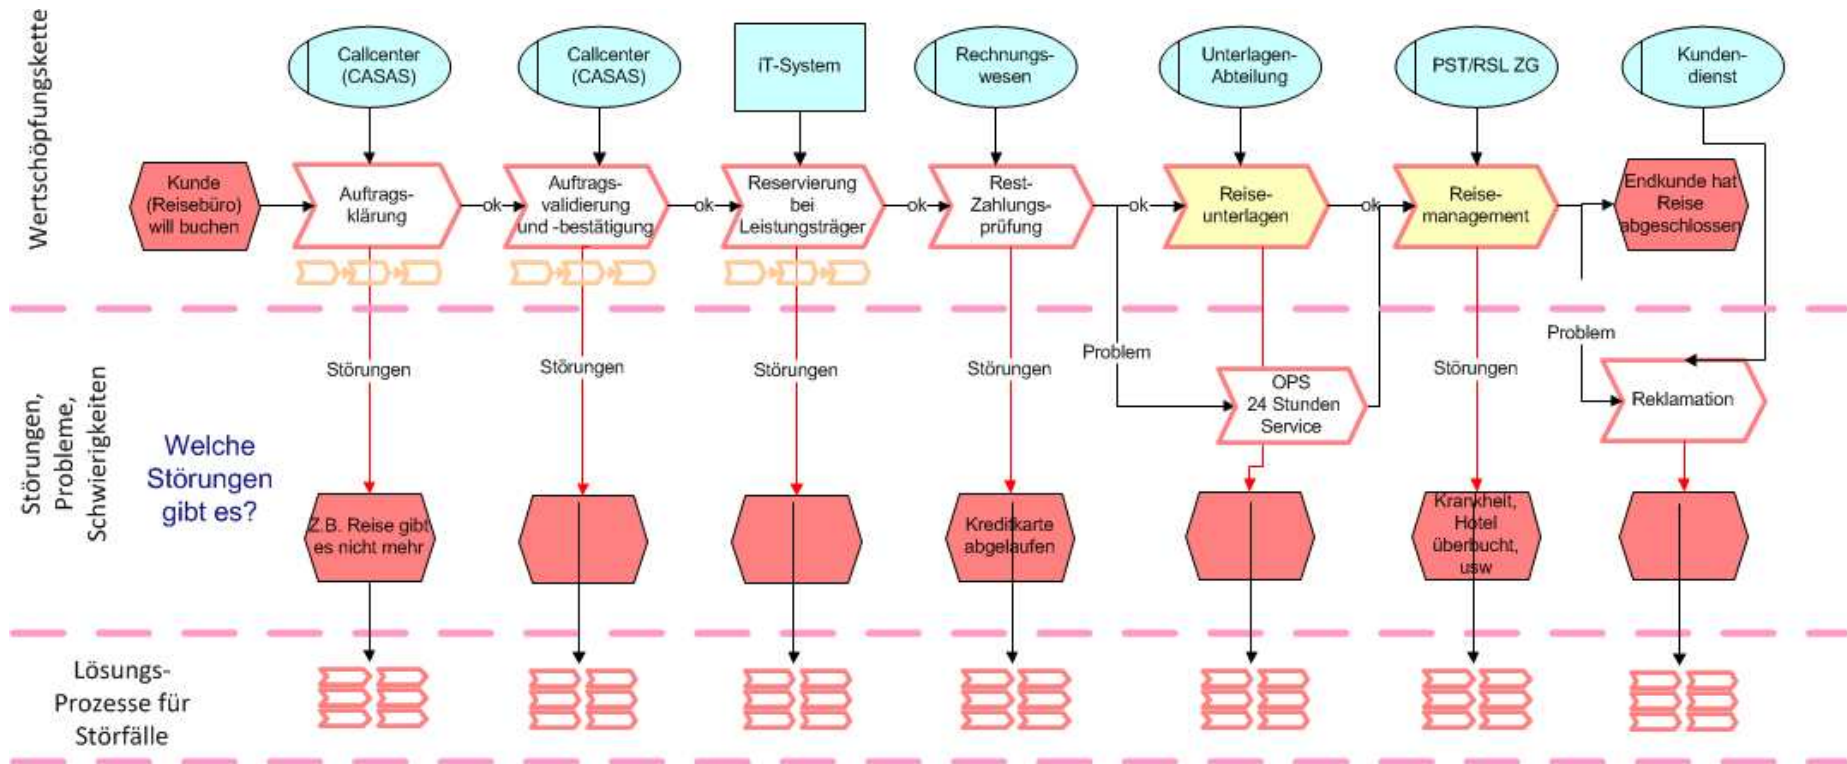 Wertschöpfungskette
Callcenter
(CASAS)
Callcenter
(CASAS)
iT-System
Rechnungs-
wesen
Unterlagen-
Abteilung
PST/RSL ZG
Kunden-
dienst
Kunde
(Reisebüro)
will buchen
Auftrags-
klärung
ok
Auftrags-
validierung
und -bestätigung
ok
Reservierung
bei
Leistungsträger
ok
Rest-
Zahlungs-
prüfung
ok
Reise-
unterlagen
ok
Reise-
management
Endkunde hat
Reise
abgeschlossen
Störungen,
Probleme,
Schwierigkeiten
Störungen
Störungen
Störungen
Störungen
Problem
Störungen
Problem
OPS
24 Stunden
Service
Reklamation
Welche
Störungen
gibt es?
Z.B. Reise gibt
es nicht mehr
Kreditkarte
abgelaufen
Krankheit,
Hotel
überbucht,
usw
Lösungs-
Prozesse für
Störfälle